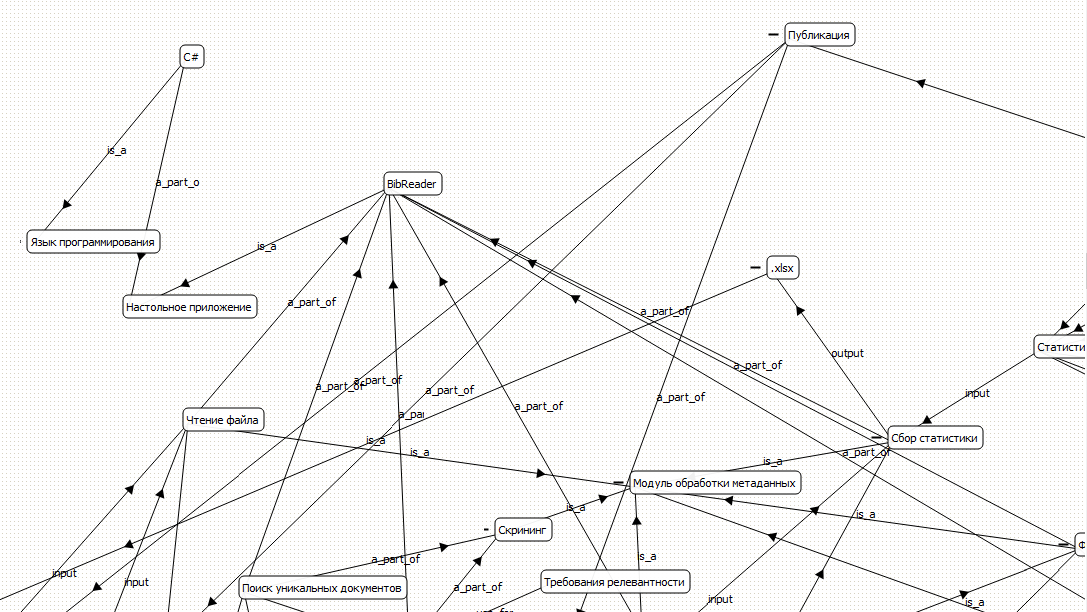 Публикация
C#
is_a
a_part_o
BibReader
Язык программирования
is_a
.xlsx
Настольное приложение
a_part_of
a_part_of
output
Статисти
a_part_of
a_part_of
a_part_of
a_part_of
input
a_part_of
a_part_of
a_pa
Чтение файла
is_a
is_a
Сбор статистики
a_part_of
is_a
Модуль обработки метаданных
is_a
is_a
Скрининг
a_part_of
is_a
input
input
Поиск уникальных документов
a_part_of
Требования релевантности
input
is_a